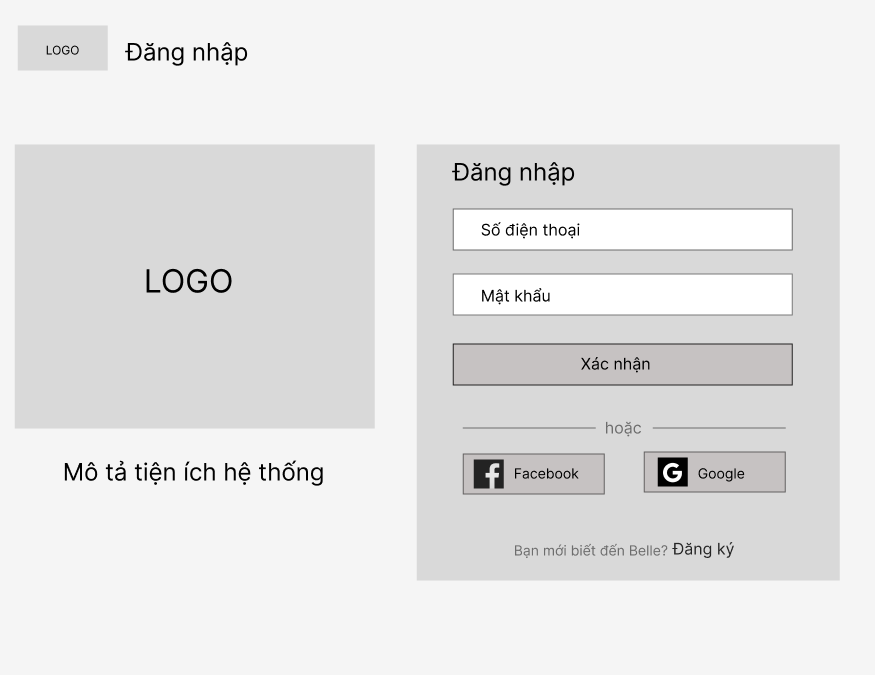 LOGO
Đăng nhập
LOGO
Mô tả tiện ích hệ thống
Đăng nhập
Số điện thoại
Mật khẩu
Xác nhận
hoặc
Facebook
Google
Bạn mới biết đến Belle? Đăng ký